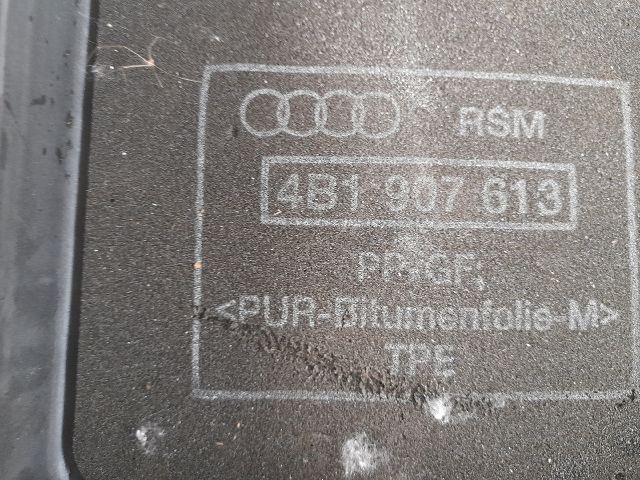 RSM
4B1 907 613
PP-GF,
<PUR-Bitumenfolie-M>
TPE